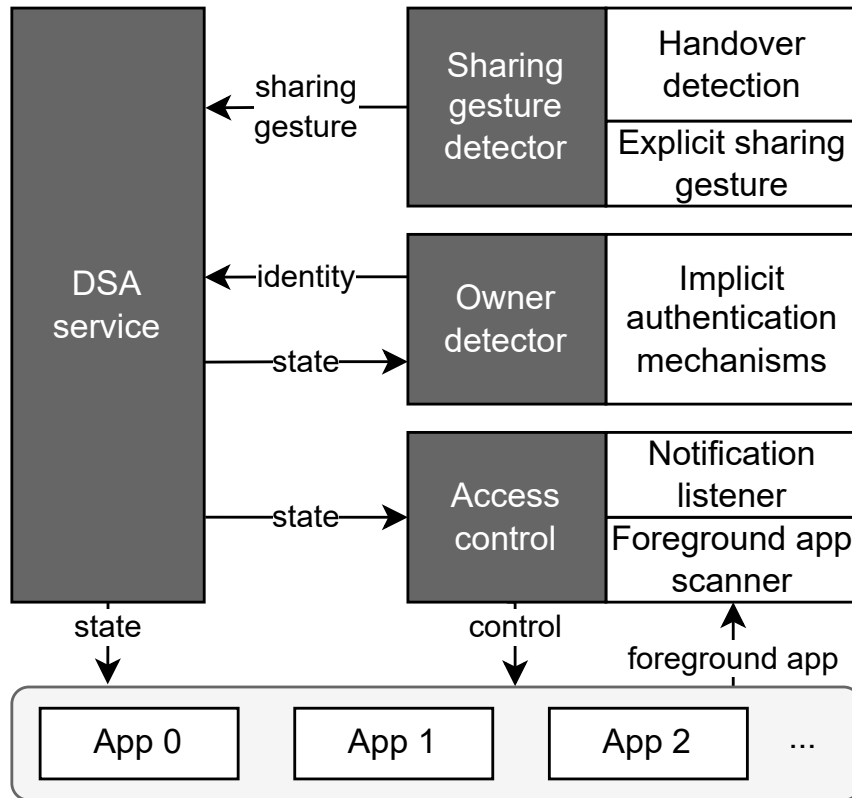 sharing
gesture
Sharing
gesture
detector
Handover
detection
Explicit sharing
gesture
DSA
service
identity
state
Owner
detector
Implicit
authentication
mechanisms
state
Access
control
Notification
listener
Foreground app
scanner
state
control
foreground app
App 0
App 1
App 2
...